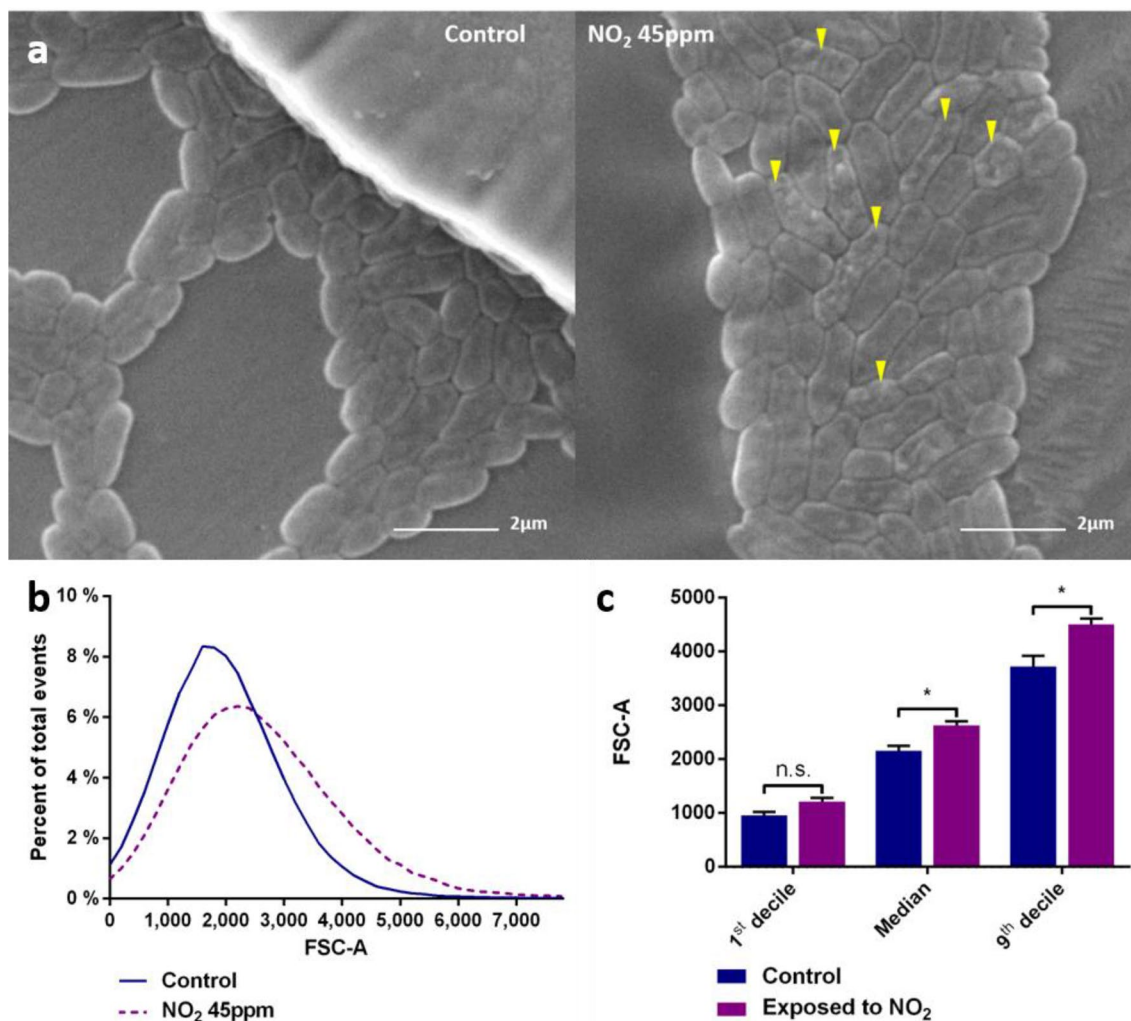 a
Control
NO₂ 45ppm
2µm
2µm
b
Percent of total events
10 %
8 %
6 %
4 %
2 %
0 %
0 1,000 2,000 3,000 4,000 5,000 6,000 7,000
FSC-A
Control
NO₂ 45ppm
c
FSC-A
5000
4000
3000
2000
1000
0
n.s.
*
*
1st decile
Median
9th decile
Control
Exposed to NO₂